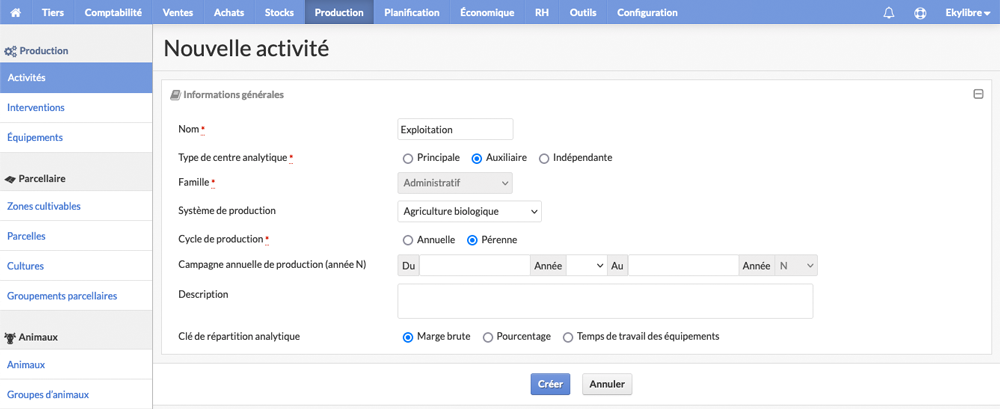 Tiers Comptabilité Ventes Achats Stocks Production Planification Économique RH Outils Configuration Ekylibre
Production
Activités
Interventions
Équipements
Parcellaire
Zones cultivables
Parcelles
Cultures
Groupements parcellaires
Animaux
Animaux
Groupes d'animaux
Nouvelle activité
Informations générales
Nom * Exploitation
Type de centre analytique * Principale Auxiliaire Indépendante
Famille * Administratif
Système de production Agriculture biologique
Cycle de production * Annuelle Pérenne
Campagne annuelle de production (année N) Du Année Au Année N
Description
Clé de répartition analytique Marge brute Pourcentage Temps de travail des équipements
Créer Annuler